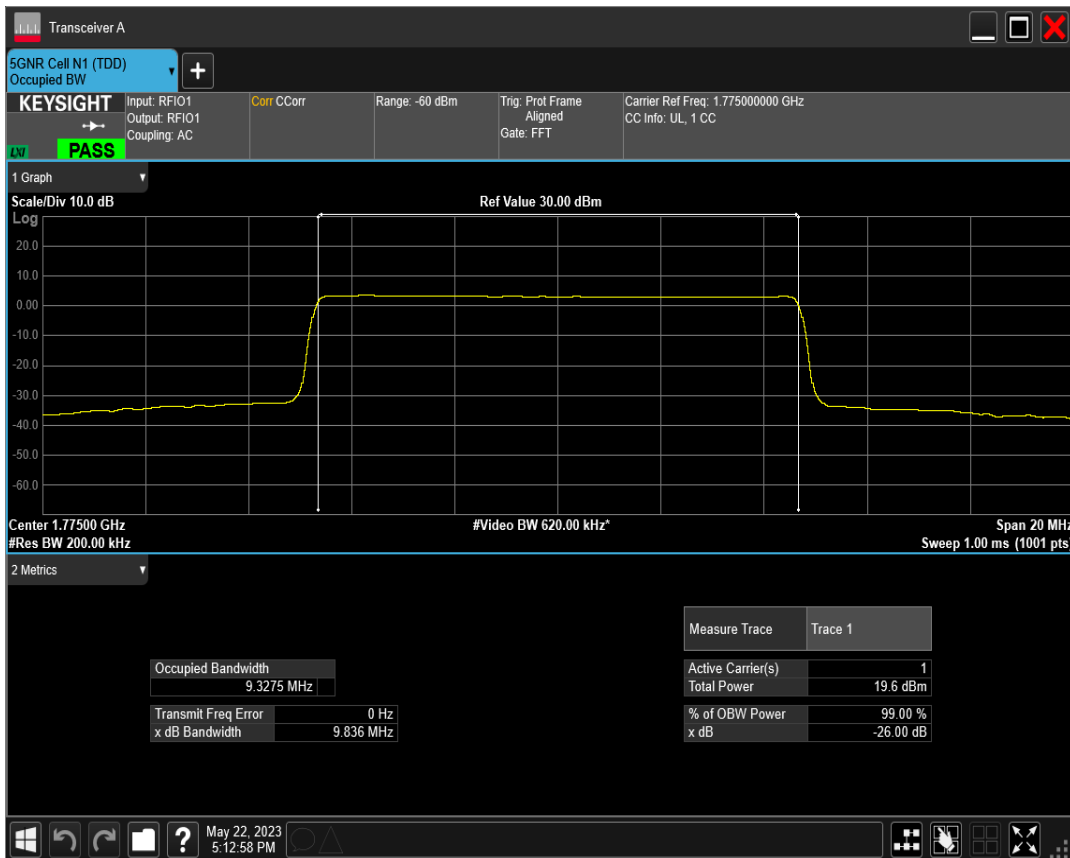 Transceiver A
5GNR Cell N1 (TDD)
Occupied BW
+
KEYSIGHT
LXI
PASS
Input: RFIO1
Output: RFIO1
Coupling: AC
Corr CCorr
Range: -60 dBm
Trig: Prot Frame
Aligned
Gate: FFT
Carrier Ref Freq: 1.775000000 GHz
CC Info: UL, 1 CC
1 Graph
Scale/Div 10.0 dB
Ref Value 30.00 dBm
Log
20.0
10.0
0.00
-10.0
-20.0
-30.0
-40.0
-50.0
-60.0
Center 1.77500 GHz
#Video BW 620.00 kHz*
Span 20 MHz
#Res BW 200.00 kHz
Sweep 1.00 ms (1001 pts)
2 Metrics
Measure Trace Trace 1
Occupied Bandwidth
9.3275 MHz
Active Carrier(s) 1
Total Power 19.6 dBm
Transmit Freq Error 0 Hz
x dB Bandwidth 9.836 MHz
% of OBW Power 99.00 %
x dB -26.00 dB
?
May 22, 2023
5:12:58 PM